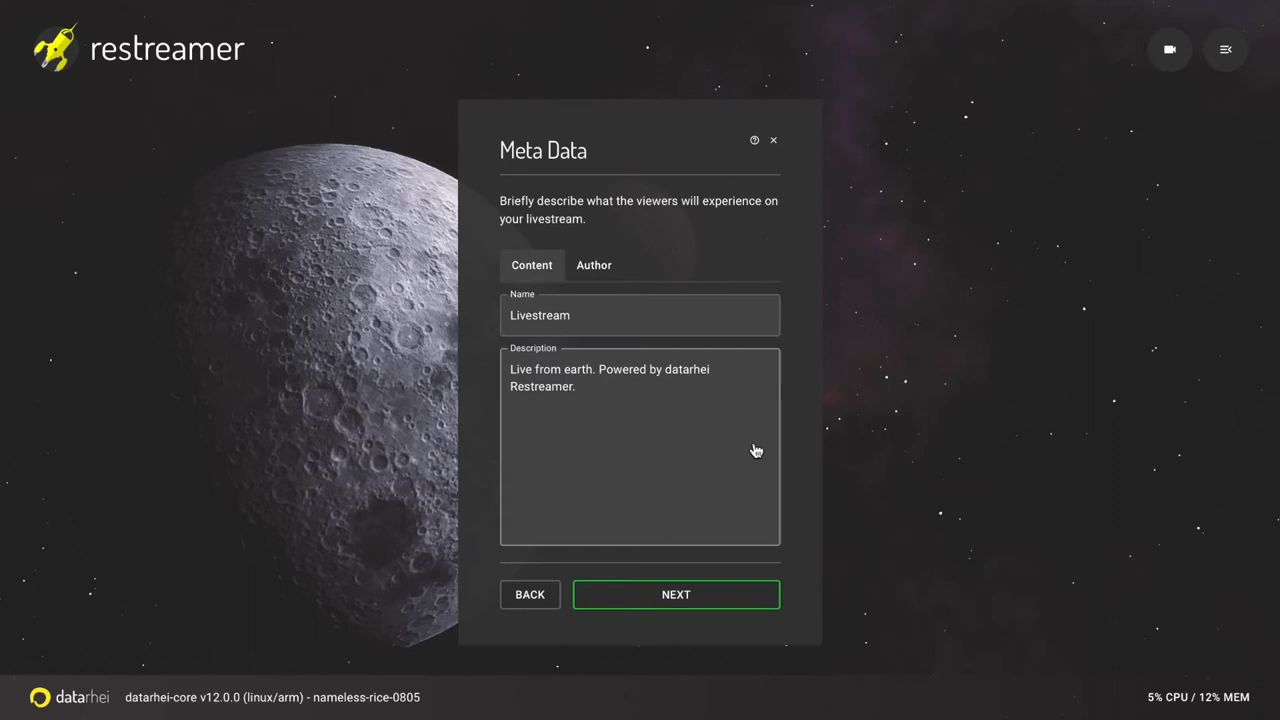 restreamer
Meta Data
Briefly describe what the viewers will experience on
your livestream.
Content
Author
Name
Livestream
Description
Live from earth. Powered by datarhei
Restreamer.
BACK
NEXT
datarhei
datarhei-core v12.0.0 (linux/arm) - nameless-rice-0805
5% CPU / 12% MEM